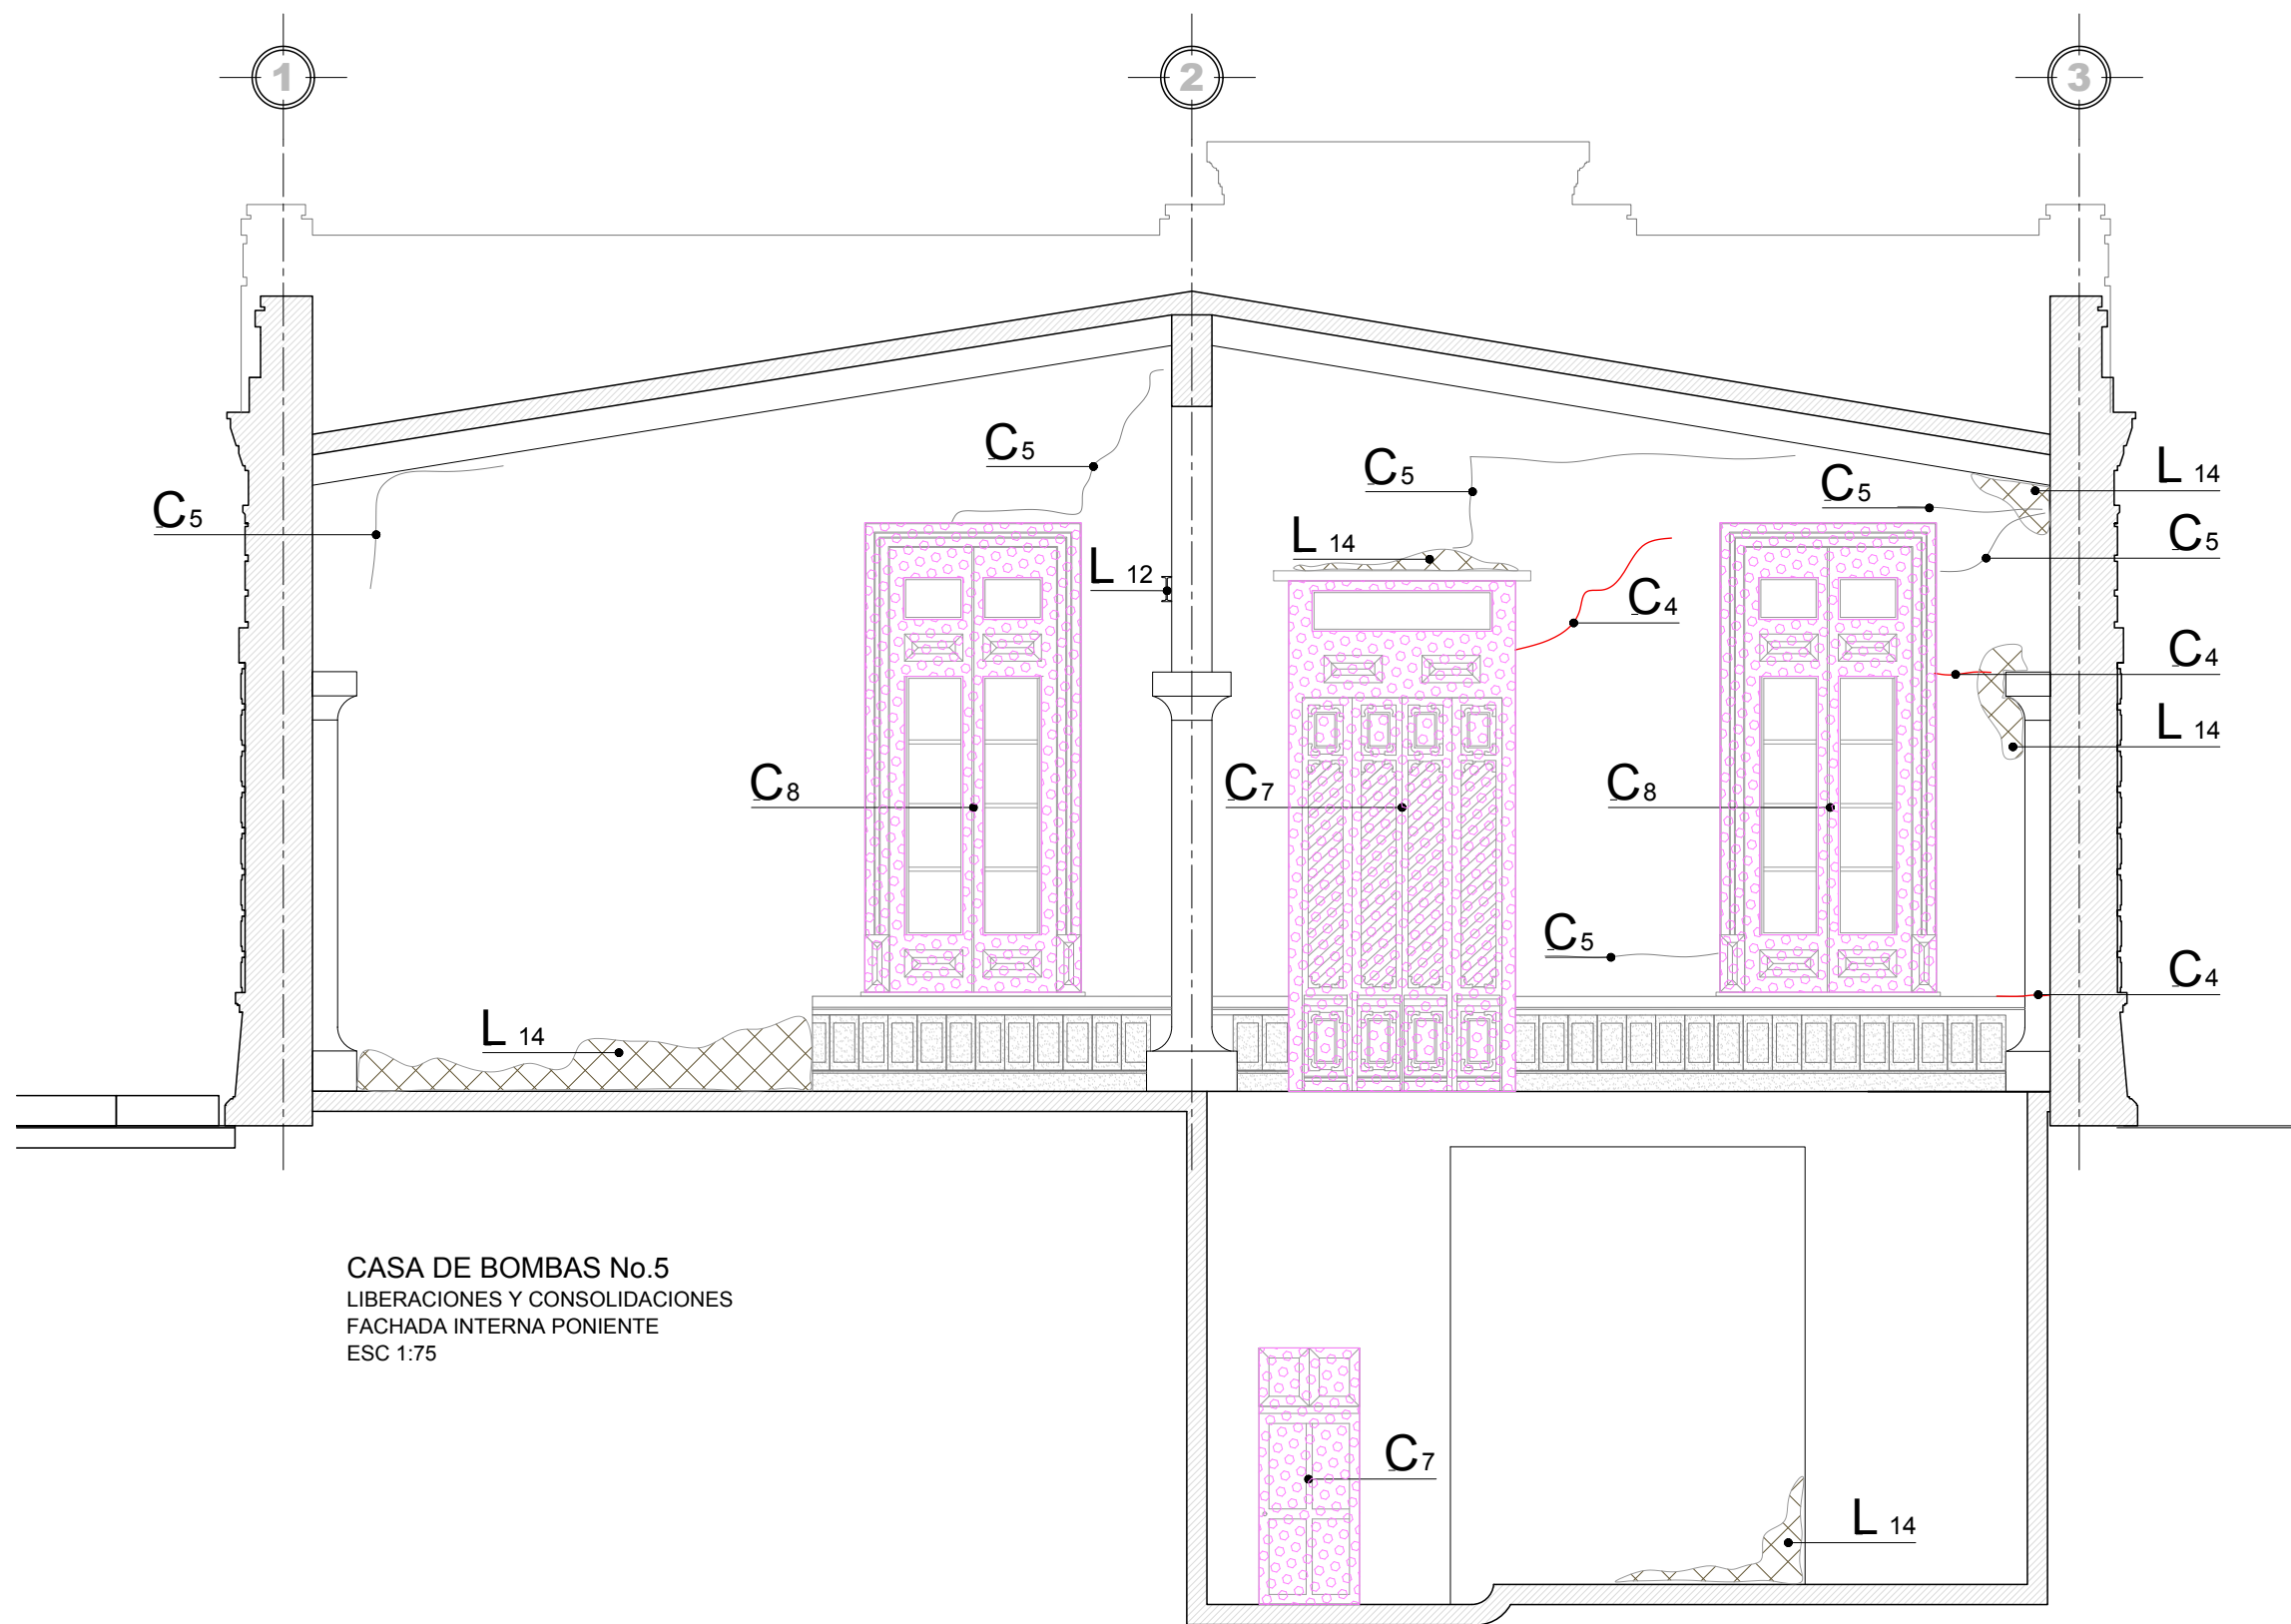 1 2 3
C5 C5 L 14
C5 C5
C5
L 14
L 12
C4
C4
L 14
C8 C7 C8
C5
C4
L 14
CASA DE BOMBAS No.5
LIBERACIONES Y CONSOLIDACIONES
FACHADA INTERNA PONIENTE
ESC 1:75
C7
L 14